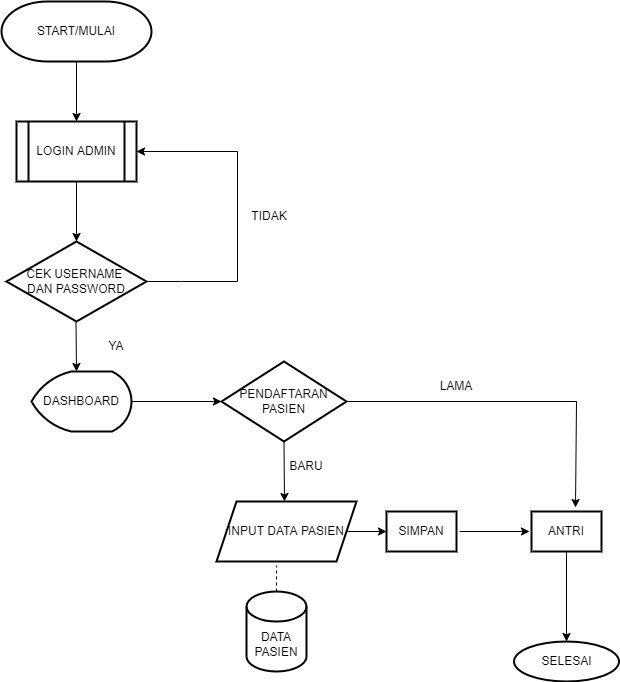 START/MULAI
LOGIN ADMIN
TIDAK
CEK USERNAME
DAN PASSWORD
YA
DASHBOARD
PENDAFTARAN
PASIEN
LAMA
BARU
INPUT DATA PASIEN
SIMPAN
ANTRI
DATA
PASIEN
SELESAI